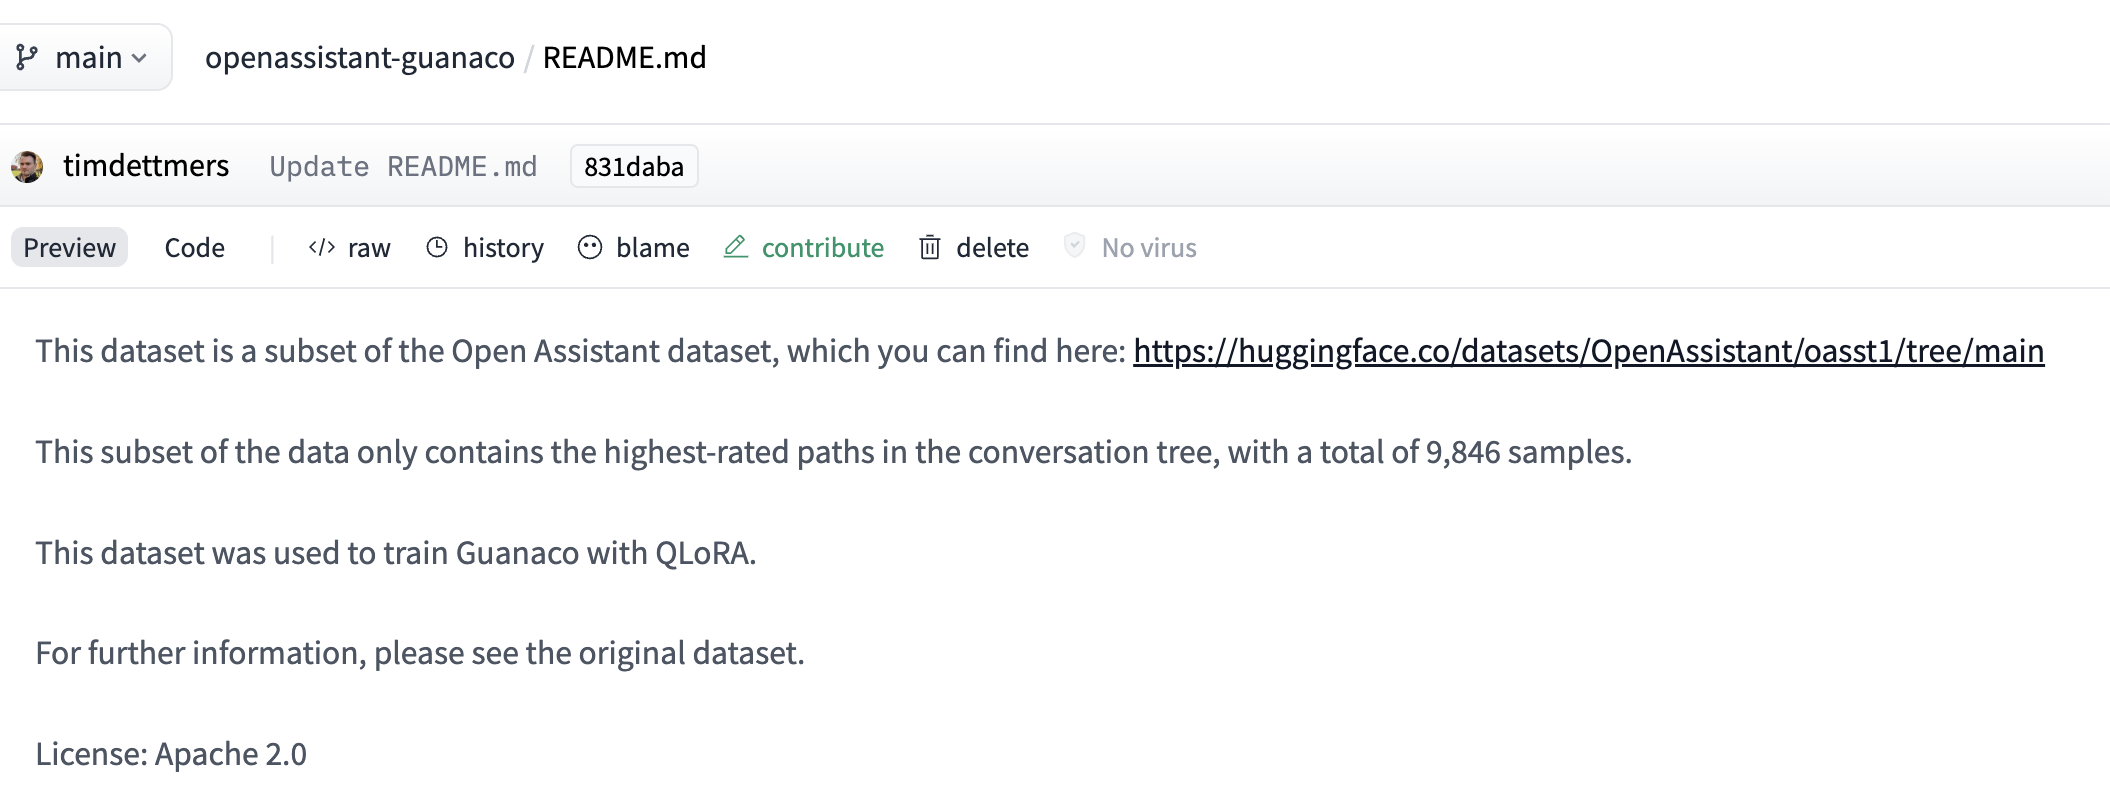 main openassistant-guanaco / README.md
timdettmers Update README.md 831daba
Preview Code raw history blame contribute delete No virus
This dataset is a subset of the Open Assistant dataset, which you can find here: https://huggingface.co/datasets/OpenAssistant/oasst1/tree/main
This subset of the data only contains the highest-rated paths in the conversation tree, with a total of 9,846 samples.
This dataset was used to train Guanaco with QLoRA.
For further information, please see the original dataset.
License: Apache 2.0